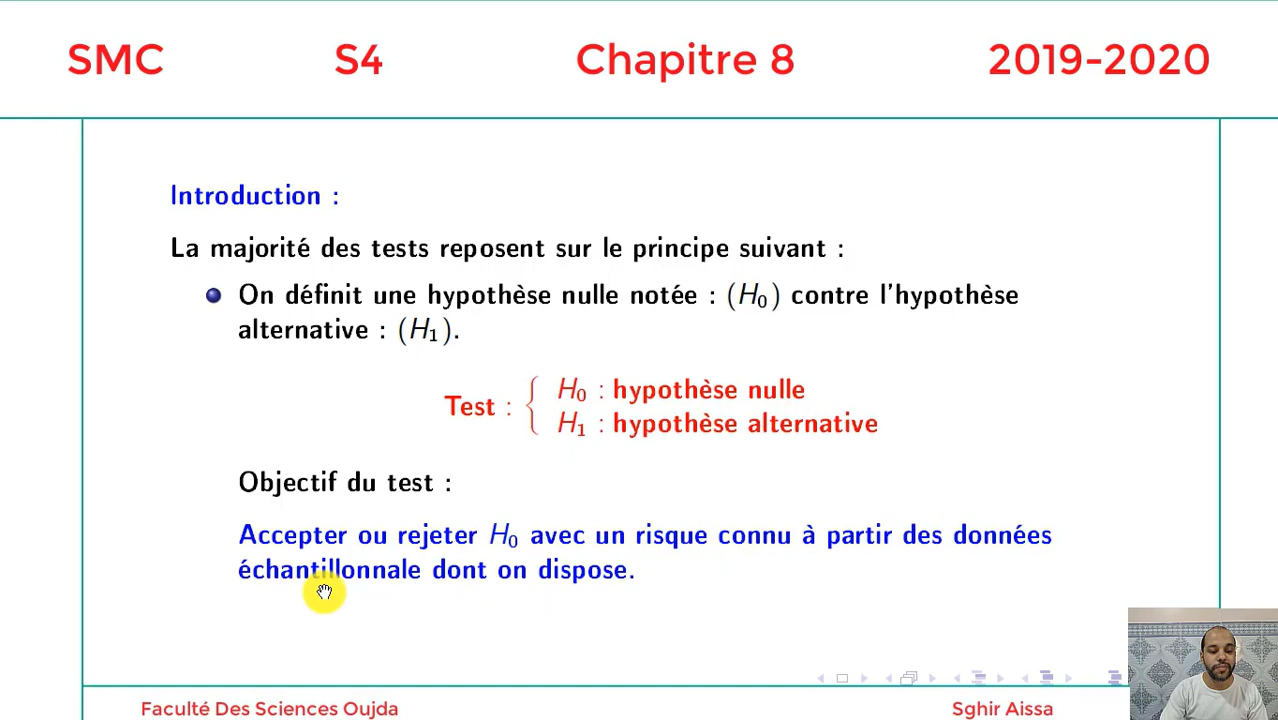 SMC S4 Chapitre 8 2019-2020
Introduction :
La majorité des tests reposent sur le principe suivant :
On définit une hypothèse nulle notée : (H₀) contre l'hypothèse
alternative : (H₁).
Test : { H₀ : hypothèse nulle
H₁ : hypothèse alternative
Objectif du test :
Accepter ou rejeter H₀ avec un risque connu à partir des données
échantillonnale dont on dispose.
Faculté Des Sciences Oujda Sghir Aissa